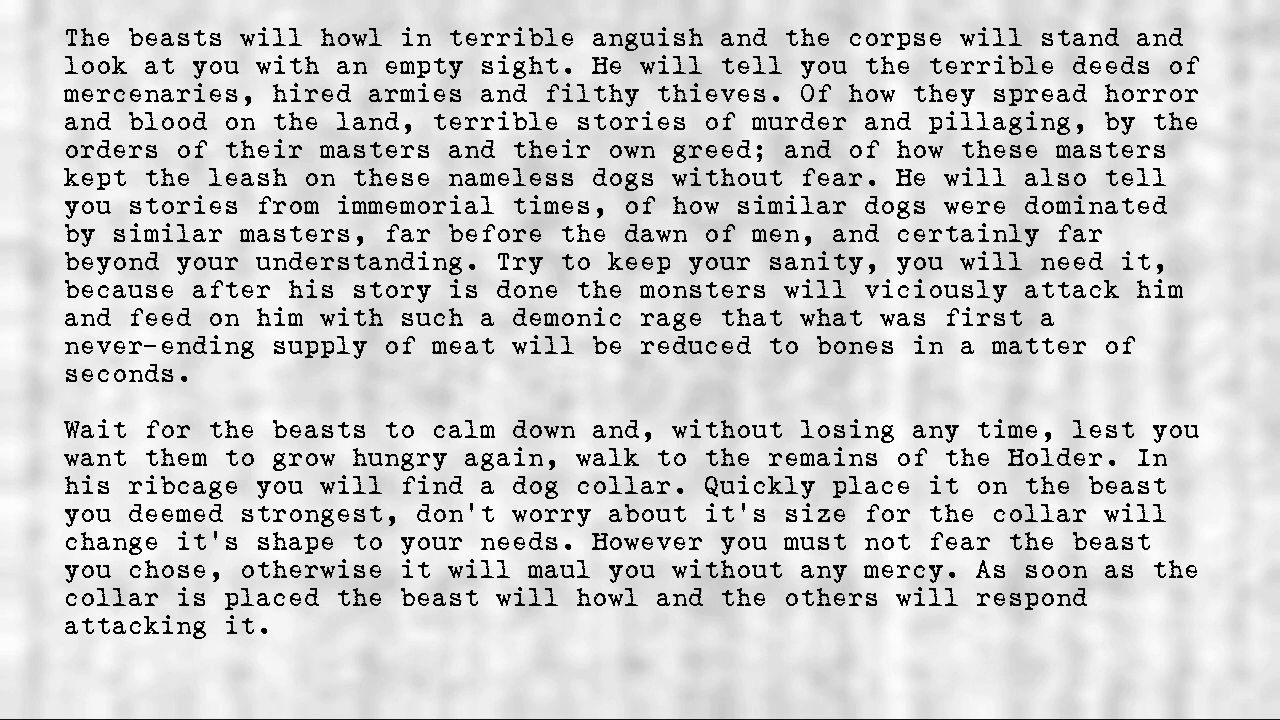 The beasts will howl in terrible anguish and the corpse will stand and
look at you with an empty sight. He will tell you the terrible deeds of
mercenaries, hired armies and filthy thieves. Of how they spread horror
and blood on the land, terrible stories of murder and pillaging, by the
orders of their masters and their own greed; and of how these masters
kept the leash on these nameless dogs without fear. He will also tell
you stories from immemorial times, of how similar dogs were dominated
by similar masters, far before the dawn of men, and certainly far
beyond your understanding. Try to keep your sanity, you will need it,
because after his story is done the monsters will viciously attack him
and feed on him with such a demonic rage that what was first a
never-ending supply of meat will be reduced to bones in a matter of
seconds.

Wait for the beasts to calm down and, without losing any time, lest you
want them to grow hungry again, walk to the remains of the Holder. In
his ribcage you will find a dog collar. Quickly place it on the beast
you deemed strongest, don't worry about it's size for the collar will
change it's shape to your needs. However you must not fear the beast
you chose, otherwise it will maul you without any mercy. As soon as the
collar is placed the beast will howl and the others will respond
attacking it.